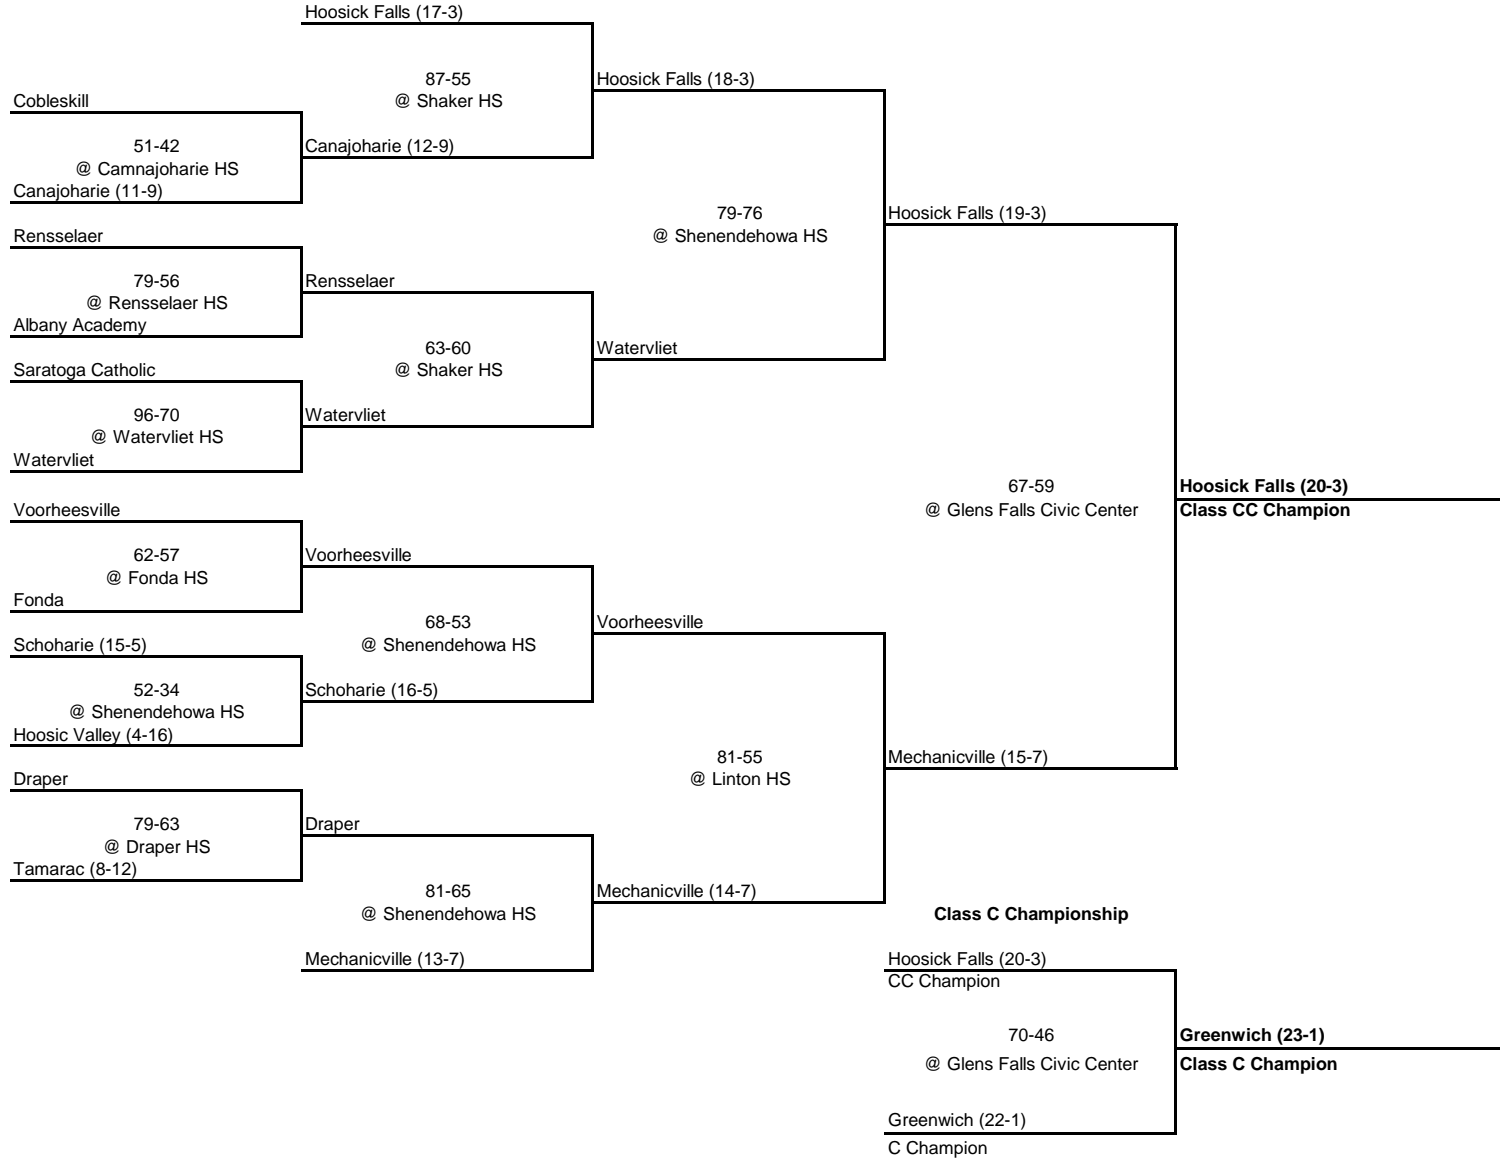 Hoosick Falls (17-3)
87-55
@ Shaker HS
Hoosick Falls (18-3)
Cobleskill
51-42
@ Camnajoharie HS
Canajoharie (12-9)
Canajoharie (11-9)
79-76
@ Shenendehowa HS
Hoosick Falls (19-3)
Rensselaer
79-56
@ Rensselaer HS
Rensselaer
Albany Academy
63-60
@ Shaker HS
Watervliet
Saratoga Catholic
96-70
@ Watervliet HS
Watervliet
Watervliet
67-59
@ Glens Falls Civic Center
Hoosick Falls (20-3)
Class CC Champion
Voorheesville
62-57
@ Fonda HS
Voorheesville
Fonda
68-53
@ Shenendehowa HS
Voorheesville
Schoharie (15-5)
52-34
@ Shenendehowa HS
Schoharie (16-5)
Hoosic Valley (4-16)
81-55
@ Linton HS
Mechanicville (15-7)
Draper
79-63
@ Draper HS
Draper
Tamarac (8-12)
81-65
@ Shenendehowa HS
Mechanicville (14-7)
Mechanicville (13-7)
Class C Championship
Hoosick Falls (20-3)
CC Champion
70-46
@ Glens Falls Civic Center
Greenwich (23-1)
Class C Champion
Greenwich (22-1)
C Champion